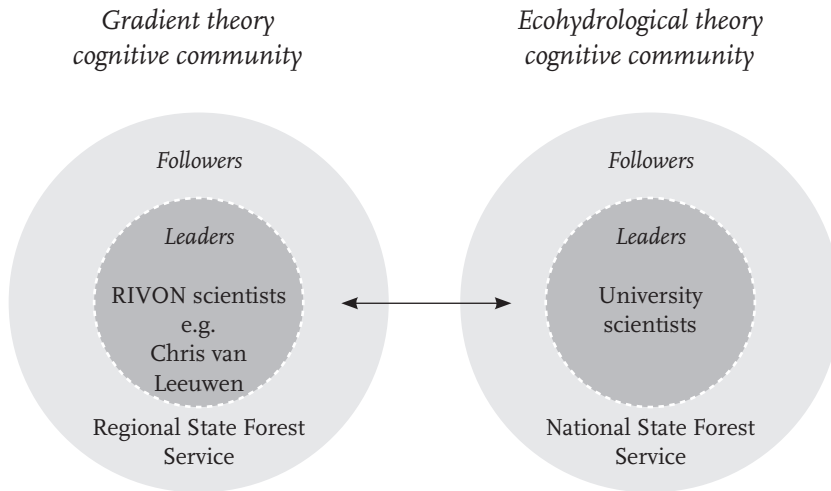 Gradient theory
cognitive community
Followers
Leaders
RIVON scientists
e.g.
Chris van
Leeuwen
Regional State Forest
Service
Ecohydrological theory
cognitive community
Followers
Leaders
University
scientists
National State Forest
Service